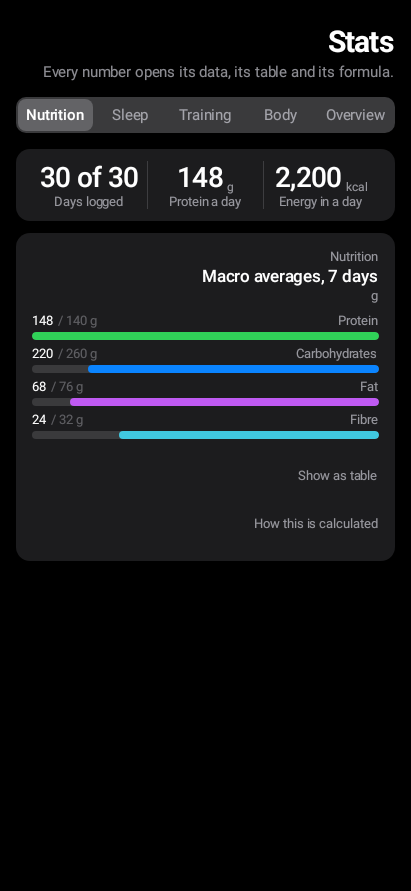 Stats
Every number opens its data, its table and its formula.
Nutrition Sleep Training Body Overview
30 of 30 148 g 2,200 kcal
Days logged Protein a day Energy in a day
Nutrition
Macro averages, 7 days
g
148 / 140 g Protein
220 / 260 g Carbohydrates
68 / 76 g Fat
24 / 32 g Fibre
Show as table
How this is calculated